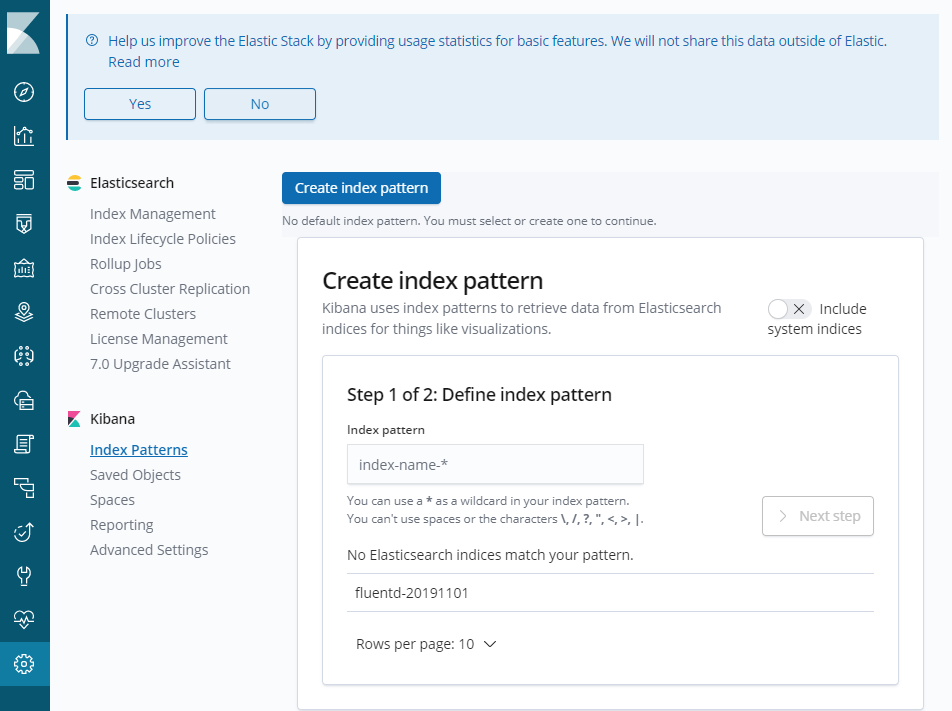 Help us improve the Elastic Stack by providing usage statistics for basic features. We will not share this data outside of Elastic.
Read more
Yes
No
Elasticsearch
Index Management
Index Lifecycle Policies
Rollup Jobs
Cross Cluster Replication
Remote Clusters
License Management
7.0 Upgrade Assistant
Kibana
Index Patterns
Saved Objects
Spaces
Reporting
Advanced Settings
Create index pattern
No default index pattern. You must select or create one to continue.
Create index pattern
Kibana uses index patterns to retrieve data from Elasticsearch
indices for things like visualizations.
Include
system indices
Step 1 of 2: Define index pattern
Index pattern
index-name-*
You can use a * as a wildcard in your index pattern.
You can't use spaces or the characters \, /, ?, ", <, >, |.
Next step
No Elasticsearch indices match your pattern.
fluentd-20191101
Rows per page: 10